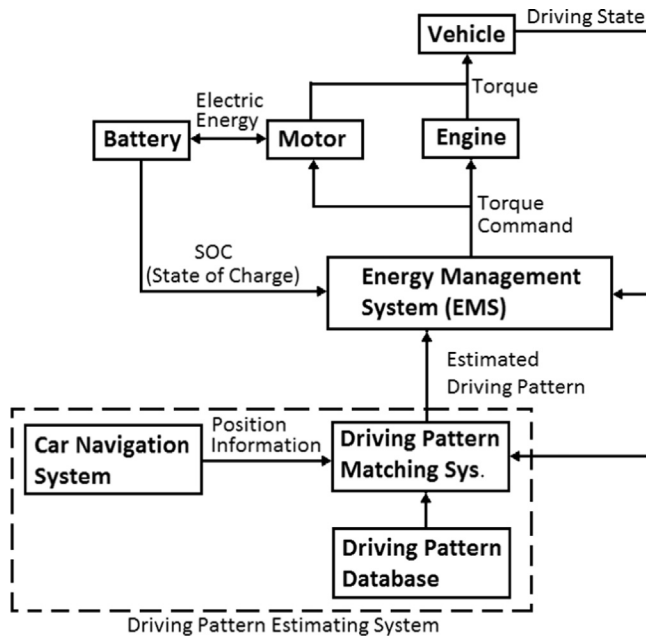 Driving State
Vehicle
Torque
Electric
Energy
Battery
Motor
Engine
Torque
Command
SOC
(State of Charge)
Energy Management
System (EMS)
Estimated
Driving Pattern
Position
Information
Car Navigation
System
Driving Pattern
Matching Sys.
Driving Pattern
Database
Driving Pattern Estimating System